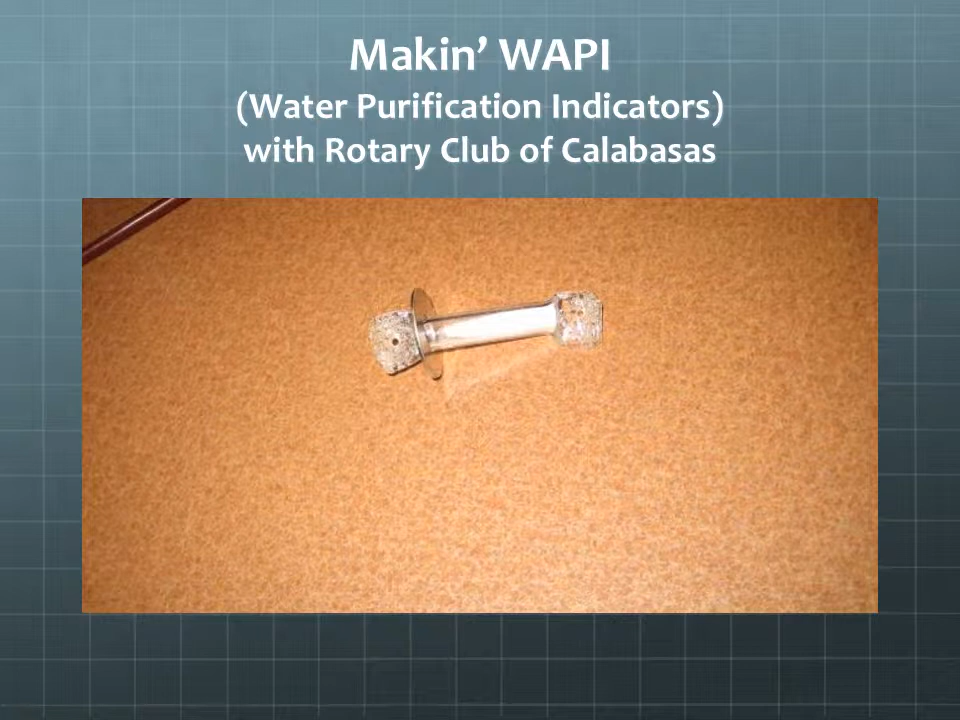 Makin’ WAPI
(Water Purification Indicators)
with Rotary Club of Calabasas